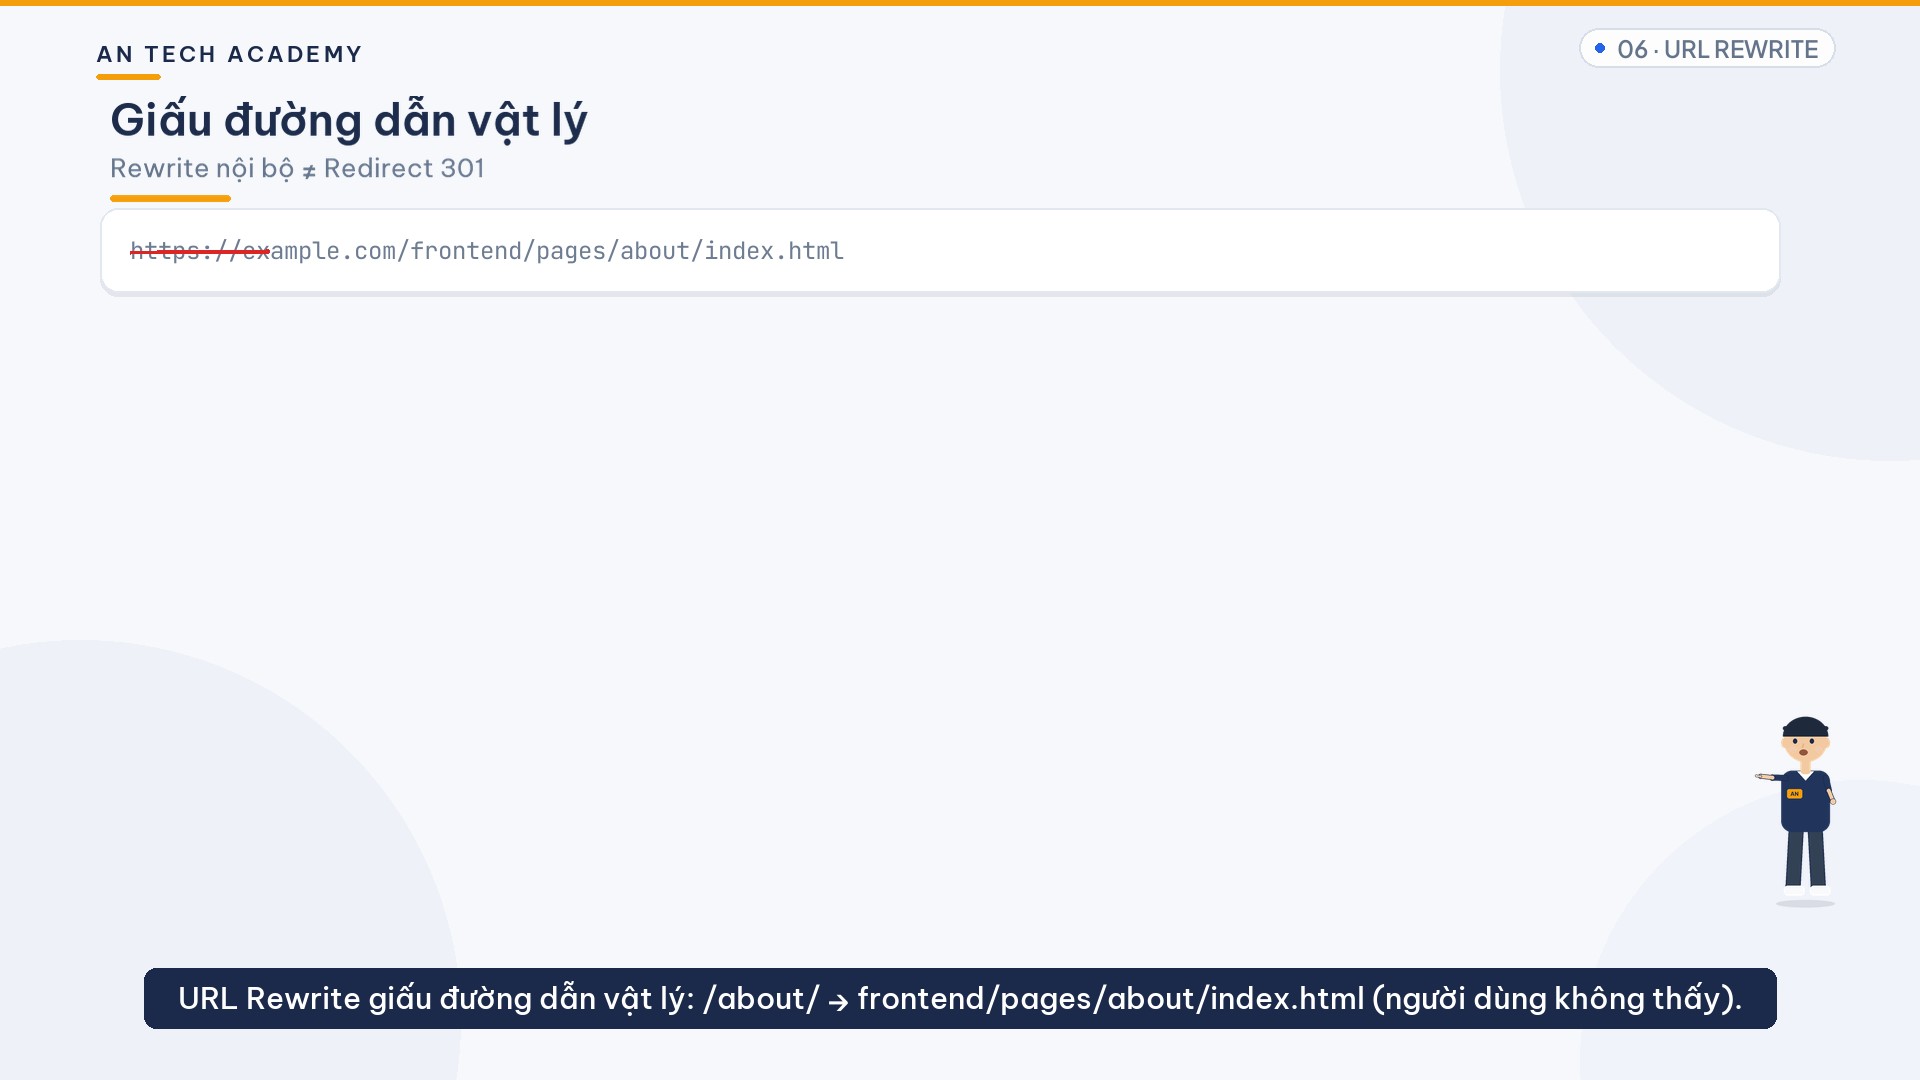 AN TECH ACADEMY
06 · URL REWRITE
Giấu đường dẫn vật lý
Rewrite nội bộ ≠ Redirect 301
https://example.com/frontend/pages/about/index.html
AN
URL Rewrite giấu đường dẫn vật lý: /about/ → frontend/pages/about/index.html (người dùng không thấy).